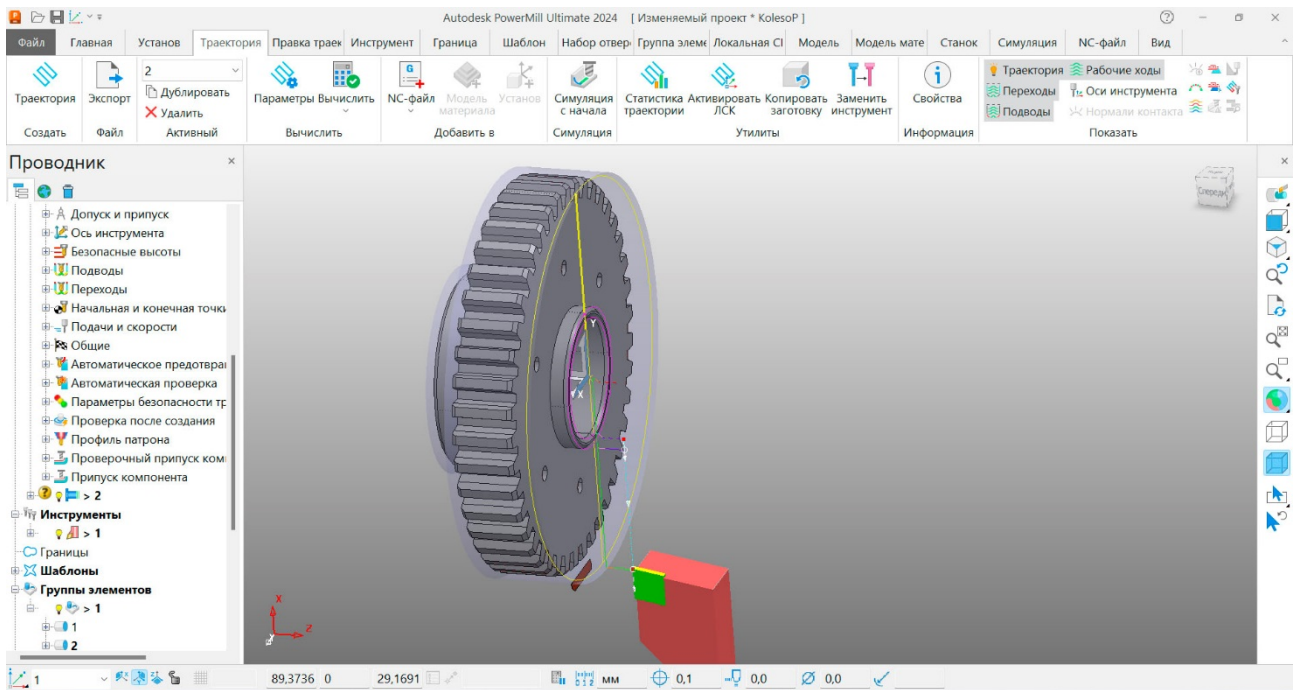 Autodesk PowerMill Ultimate 2024 [Изменяемый проект * KolesoP ]
Файл Главная Установ Траектория Правка траек Инструмент Граница Шаблон Набор отвер Группа элеме Локальная СІ Модель Модель мате Станок Симуляция NC-файл Вид
2
Дублировать
Удалить
Траектория Экспорт
Параметры Вычислить NC-файл Модель материала Установ
Симуляция с начала
Статистика траектории Активировать ЛСК Копировать заготовку Заменить инструмент
Свойства
Траектория Рабочие ходы
Переходы Оси инструмента
Подводы Нормали контакта
Создать Файл Активный Вычислить Добавить в Симуляция Утилиты Информация Показать
Проводник
Допуск и припуск
Ось инструмента
Безопасные высоты
Подводы
Переходы
Начальная и конечная точки
Подачи и скорости
Общие
Автоматическое предотвра
Автоматическая проверка
Параметры безопасности тр
Проверка после создания
Профиль патрона
Проверочный припуск ком
Припуск компонента
> 2
Инструменты
> 1
Границы
Шаблоны
Группы элементов
> 1
1
2
Спереди
Y
X
X
Z
1 89,3736 0 29,1691 мм 0,1 0,0 0,0